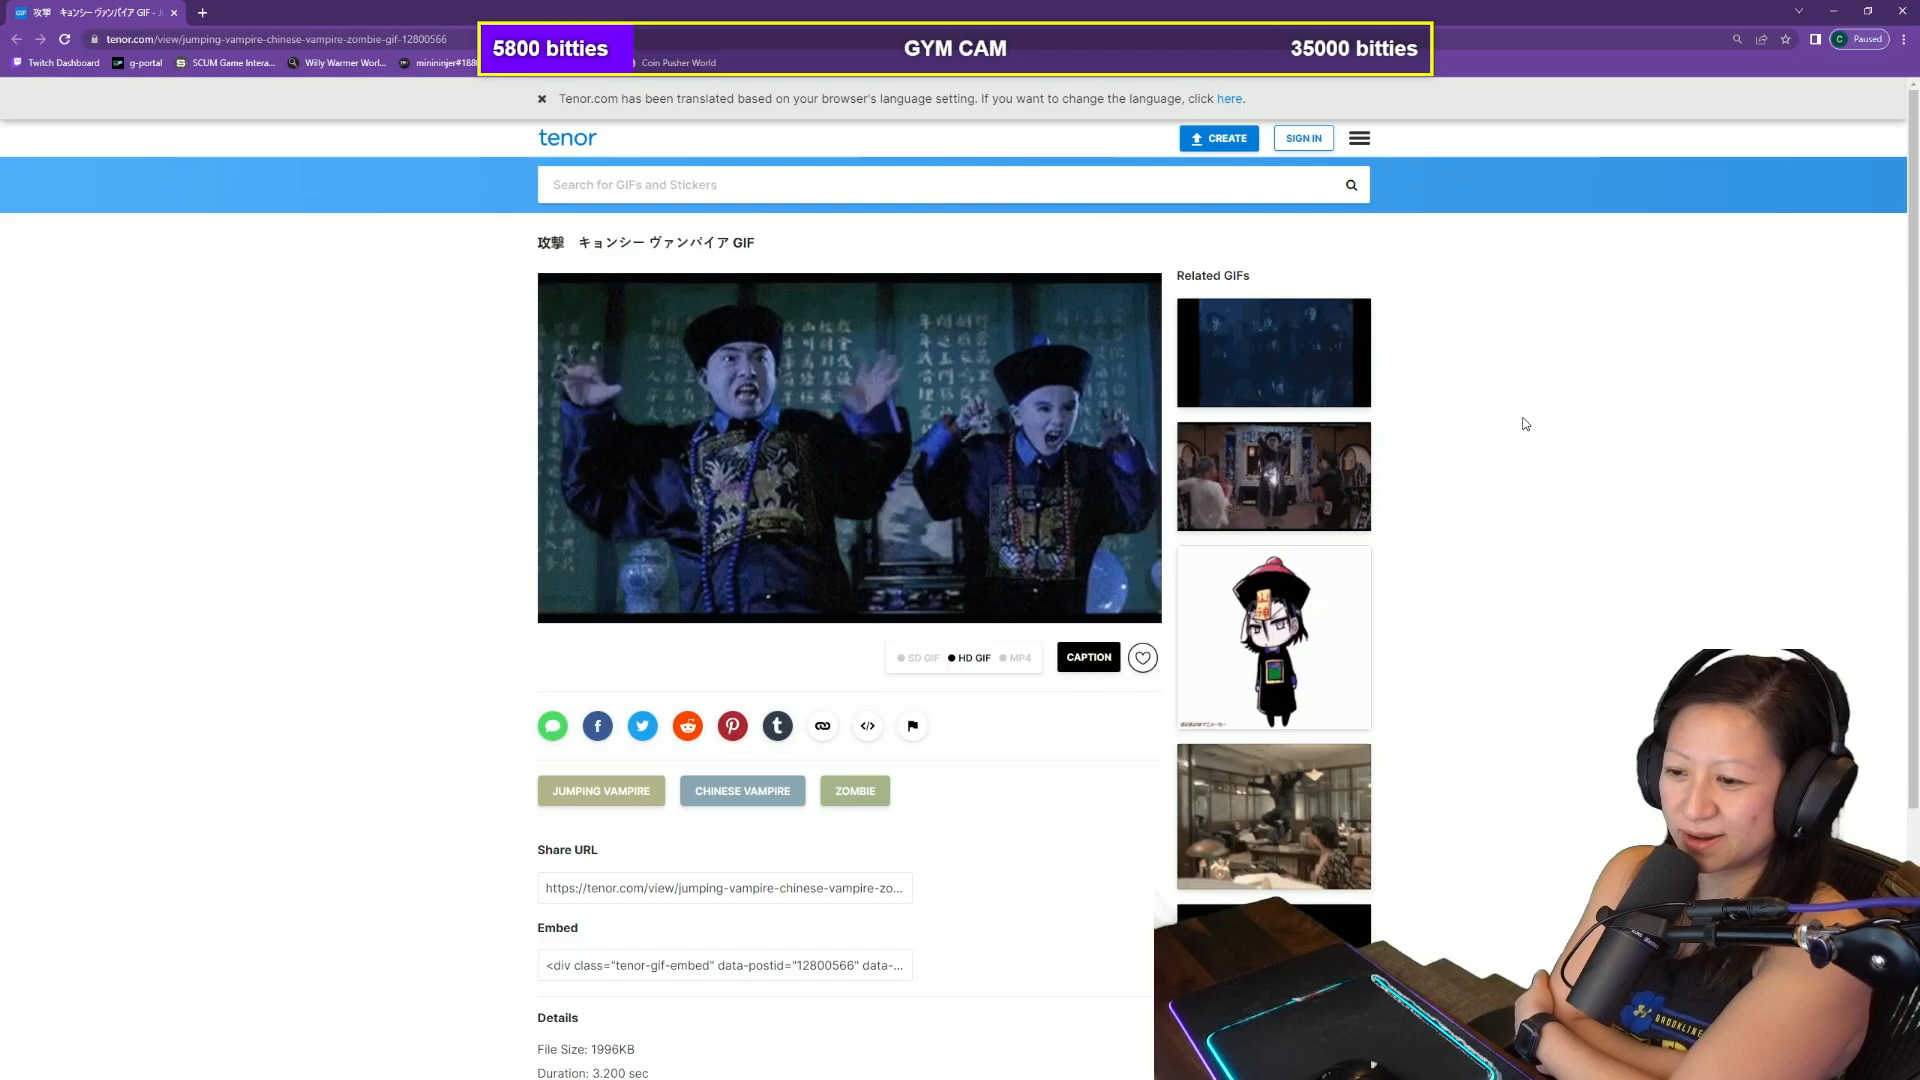 攻撃　キョンシー ヴァンパイア GIF - J
tenor.com/view/jumping-vampire-chinese-vampire-zombie-gif-12800566
Paused
Twitch Dashboard
g-portal
SCUM Game Intera...
Willy Warmer Worl...
Coin Pusher World
5800 bitties
GYM CAM
35000 bitties
Tenor.com has been translated based on your browser's language setting. If you want to change the language, click here.
tenor
CREATE
SIGN IN
Search for GIFs and Stickers
攻撃　キョンシー ヴァンパイア GIF
Related GIFs
SD GIF
HD GIF
MP4
CAPTION
JUMPING VAMPIRE
CHINESE VAMPIRE
ZOMBIE
Share URL
https://tenor.com/view/jumping-vampire-chinese-vampire-zo...
Embed
<div class="tenor-gif-embed" data-postid="12800566" data-...
Details
File Size: 1996KB
Duration: 3.200 sec
BROOKLINE